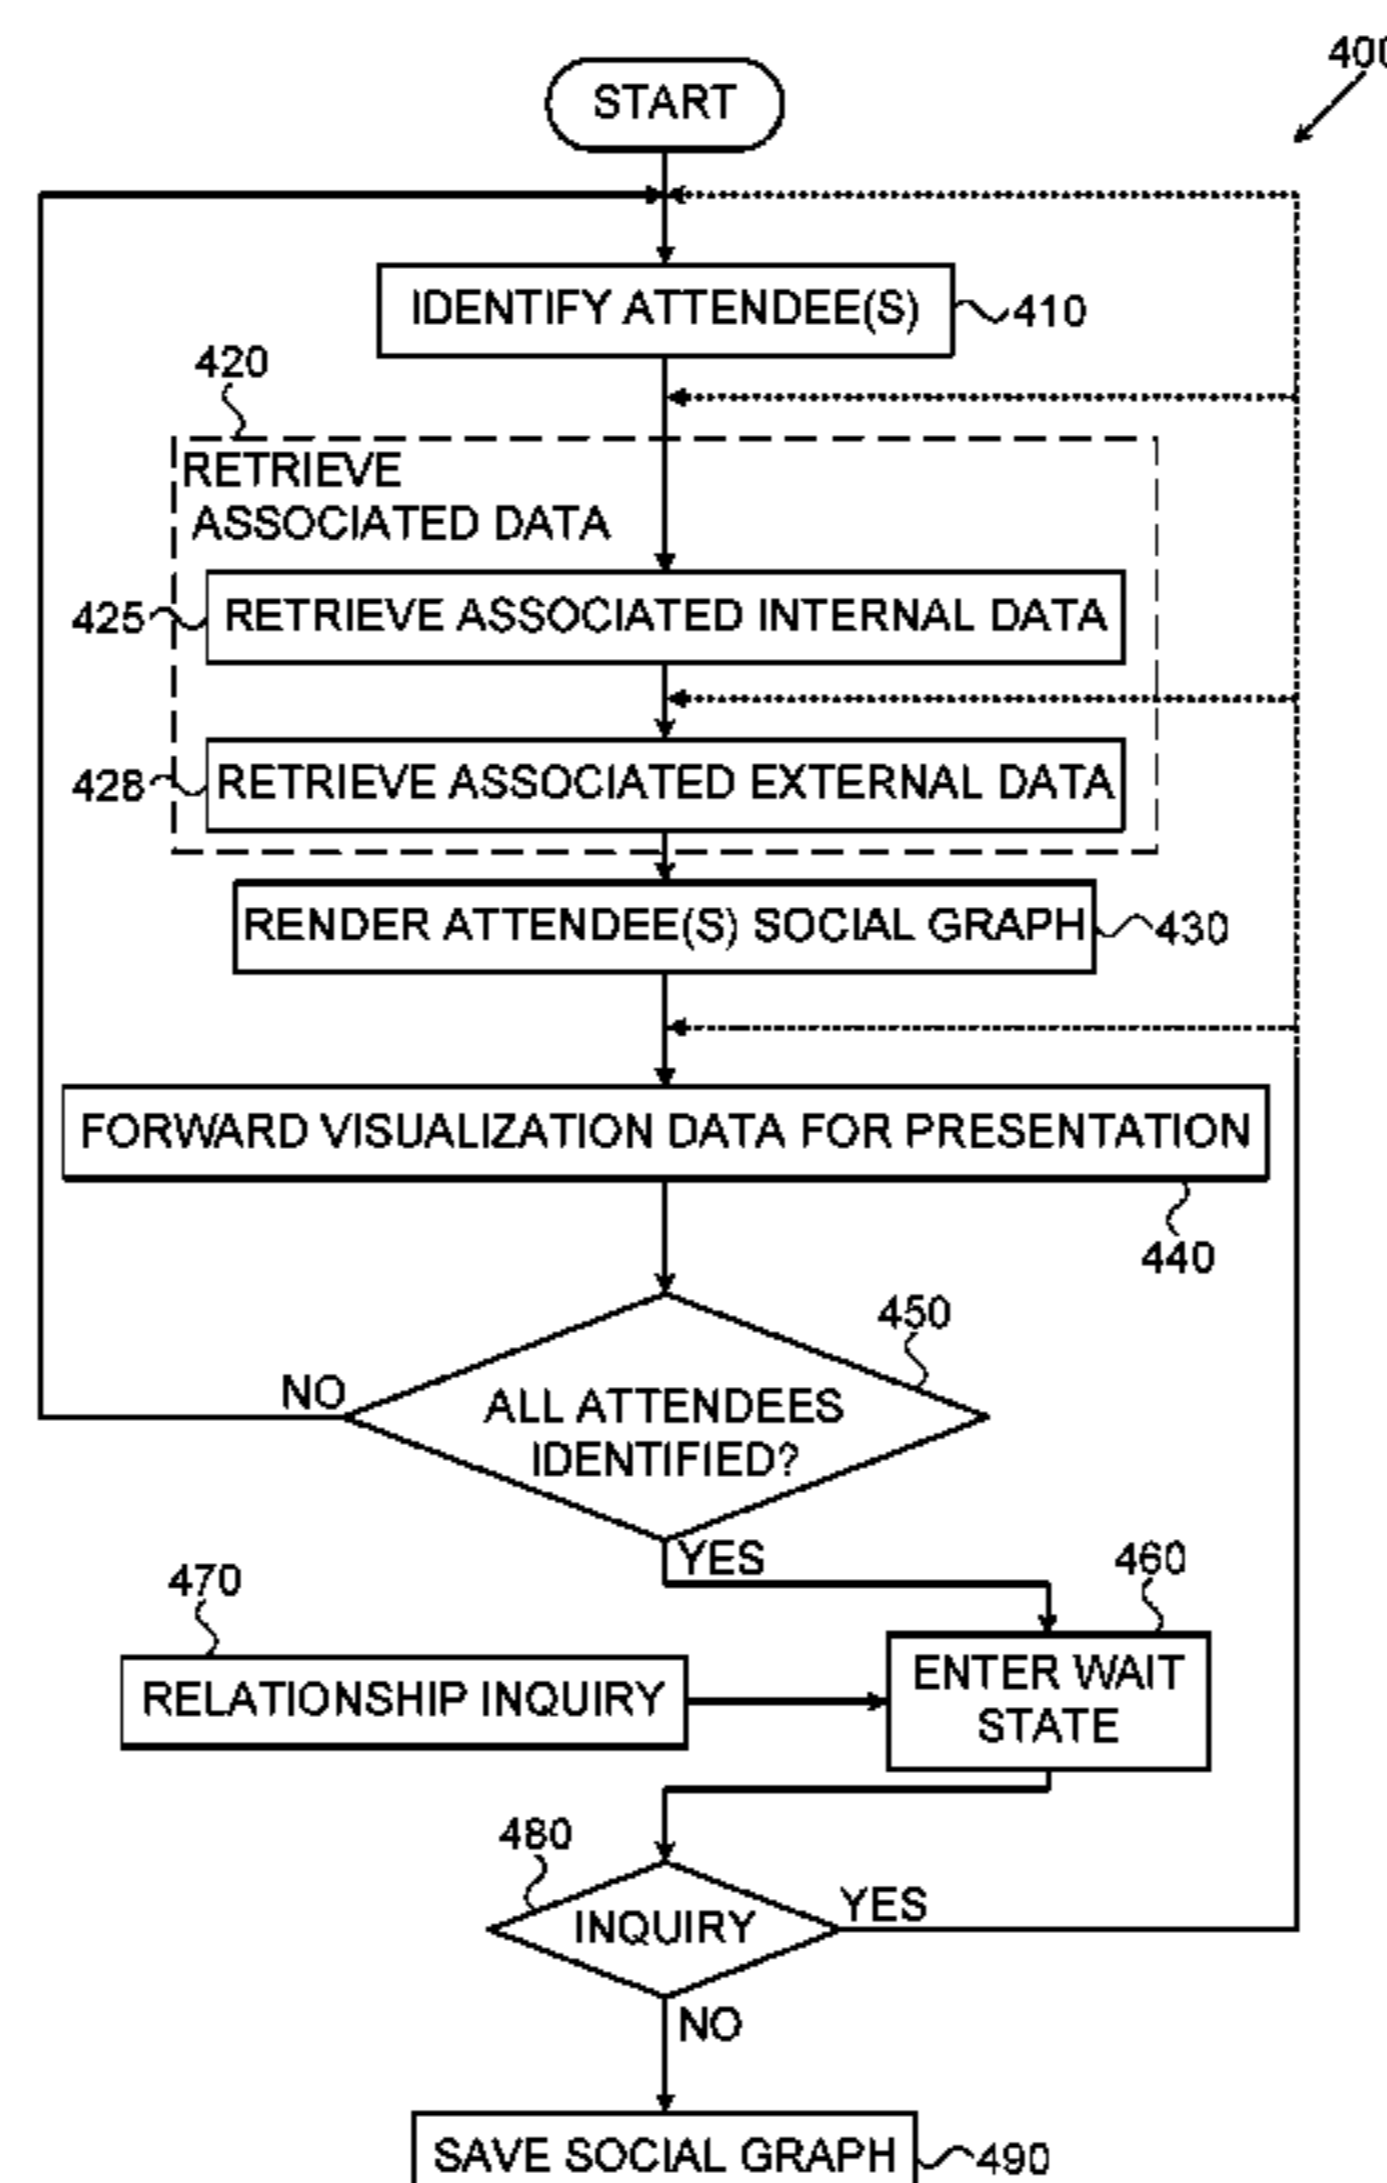 400
START
IDENTIFY ATTENDEE(S)
410
420
RETRIEVE
ASSOCIATED DATA
425
RETRIEVE ASSOCIATED INTERNAL DATA
428
RETRIEVE ASSOCIATED EXTERNAL DATA
RENDER ATTENDEE(S) SOCIAL GRAPH
430
FORWARD VISUALIZATION DATA FOR PRESENTATION
440
450
NO
ALL ATTENDEES
IDENTIFIED?
YES
460
470
RELATIONSHIP INQUIRY
ENTER WAIT
STATE
480
INQUIRY
YES
NO
SAVE SOCIAL GRAPH
490